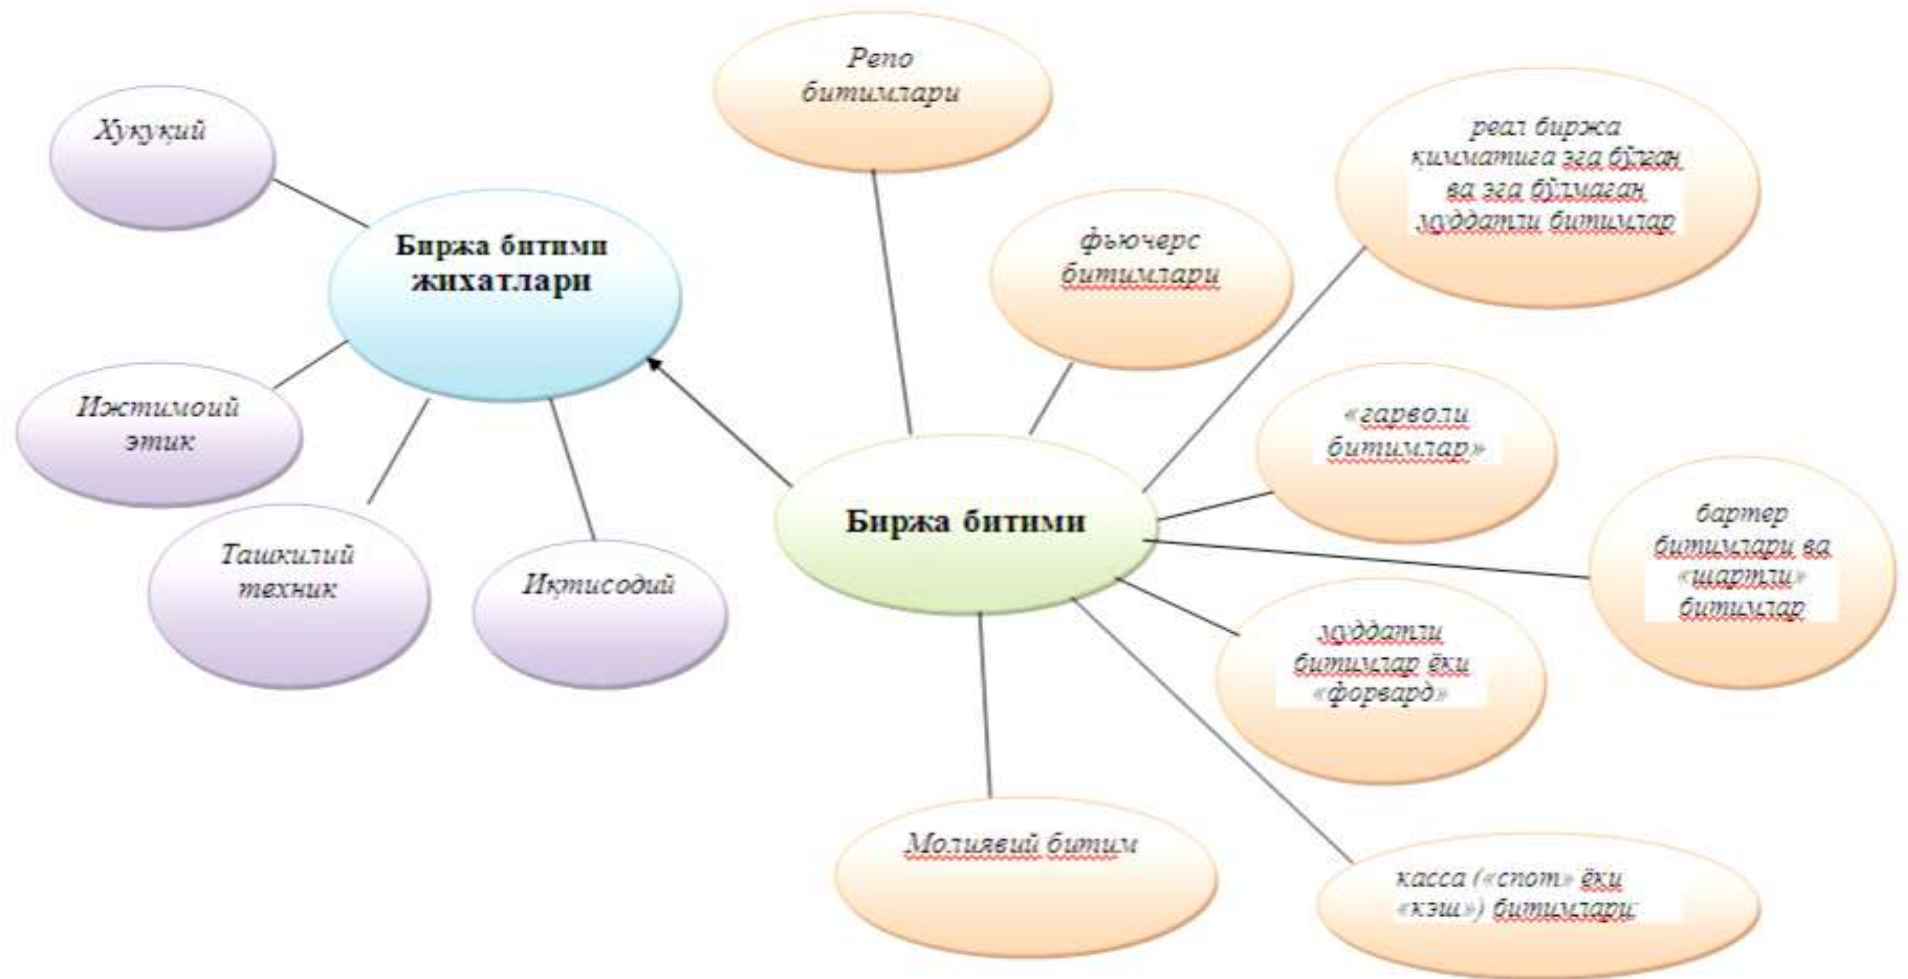 Репо
битимлари
Хуқуқий
реал биржа
қимматига эга бўлган
ва эга бўлмаган
муддатли битимлар
Биржа битими
жихатлари
фьючерс
битимлари
Ижтимоий
этик
«гарволи
битимлар»
Биржа битими
бартер
битимлари ва
«шартли»
битимлар
Ташкилий
техник
Иқтисодий
муддатли
битимлар ёки
«форвард»
Молиявий битим
касса («спот» ёки
«кэш») битимлари;